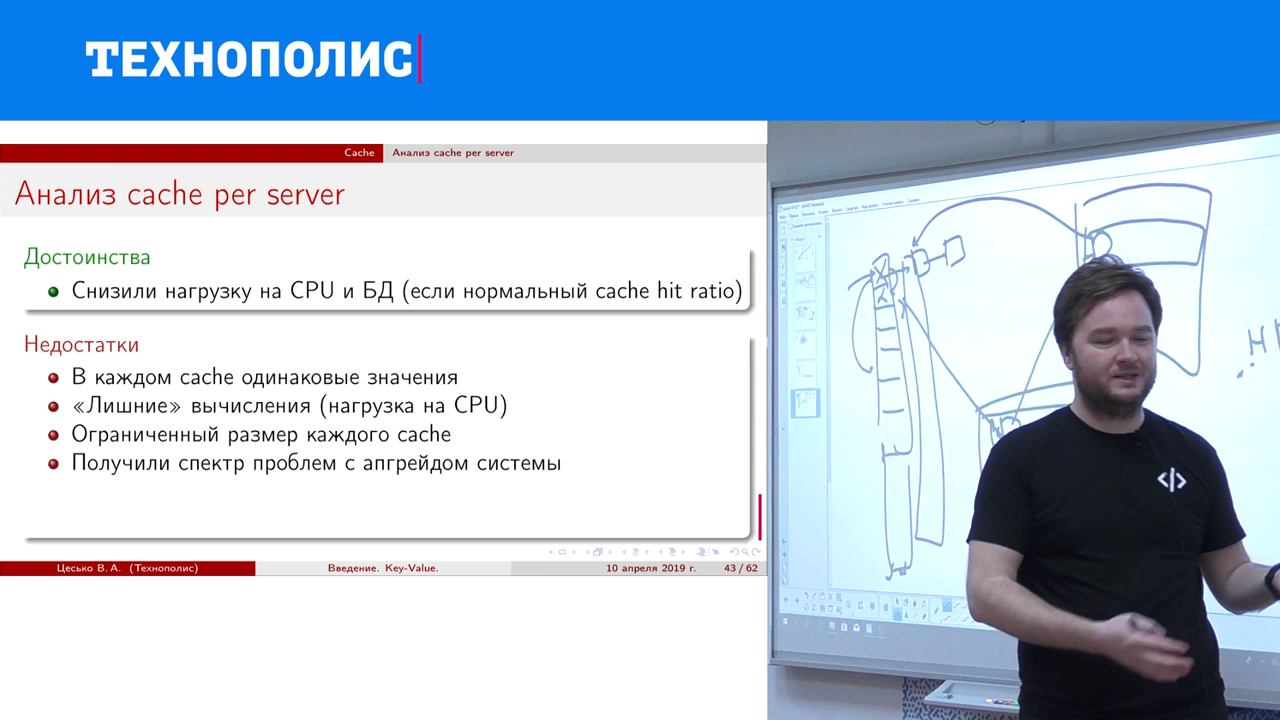 ТЕХНОПОЛИС
Cache Анализ cache per server
Анализ cache per server
Достоинства
Снизили нагрузку на CPU и БД (если нормальный cache hit ratio)
Недостатки
В каждом cache одинаковые значения
«Лишние» вычисления (нагрузка на CPU)
Ограниченный размер каждого cache
Получили спектр проблем с апгрейдом системы
Цесько В. А. (Технополис) Введение. Key-Value. 10 апреля 2019 г. 43 / 62